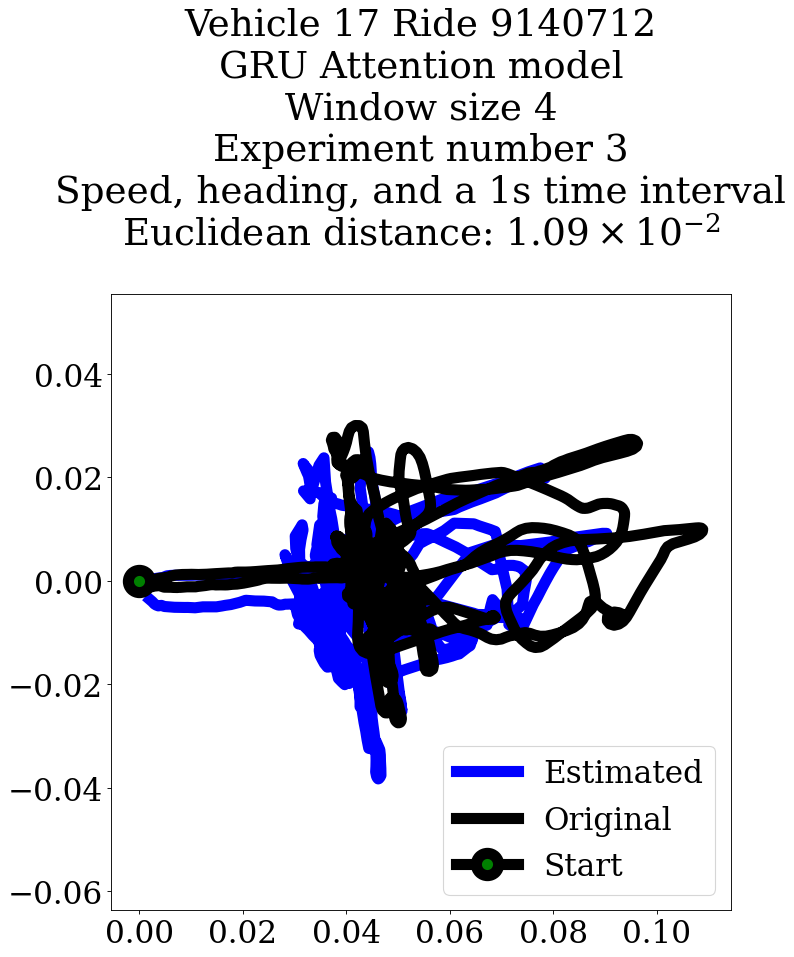 Vehicle 17 Ride 9140712
GRU Attention model
Window size 4
Experiment number 3
Speed, heading, and a 1s time interval
Euclidean distance: 1.09 × 10⁻²
0.04
0.02
0.00
−0.02
−0.04
−0.06
Estimated
Original
Start
0.00 0.02 0.04 0.06 0.08 0.10